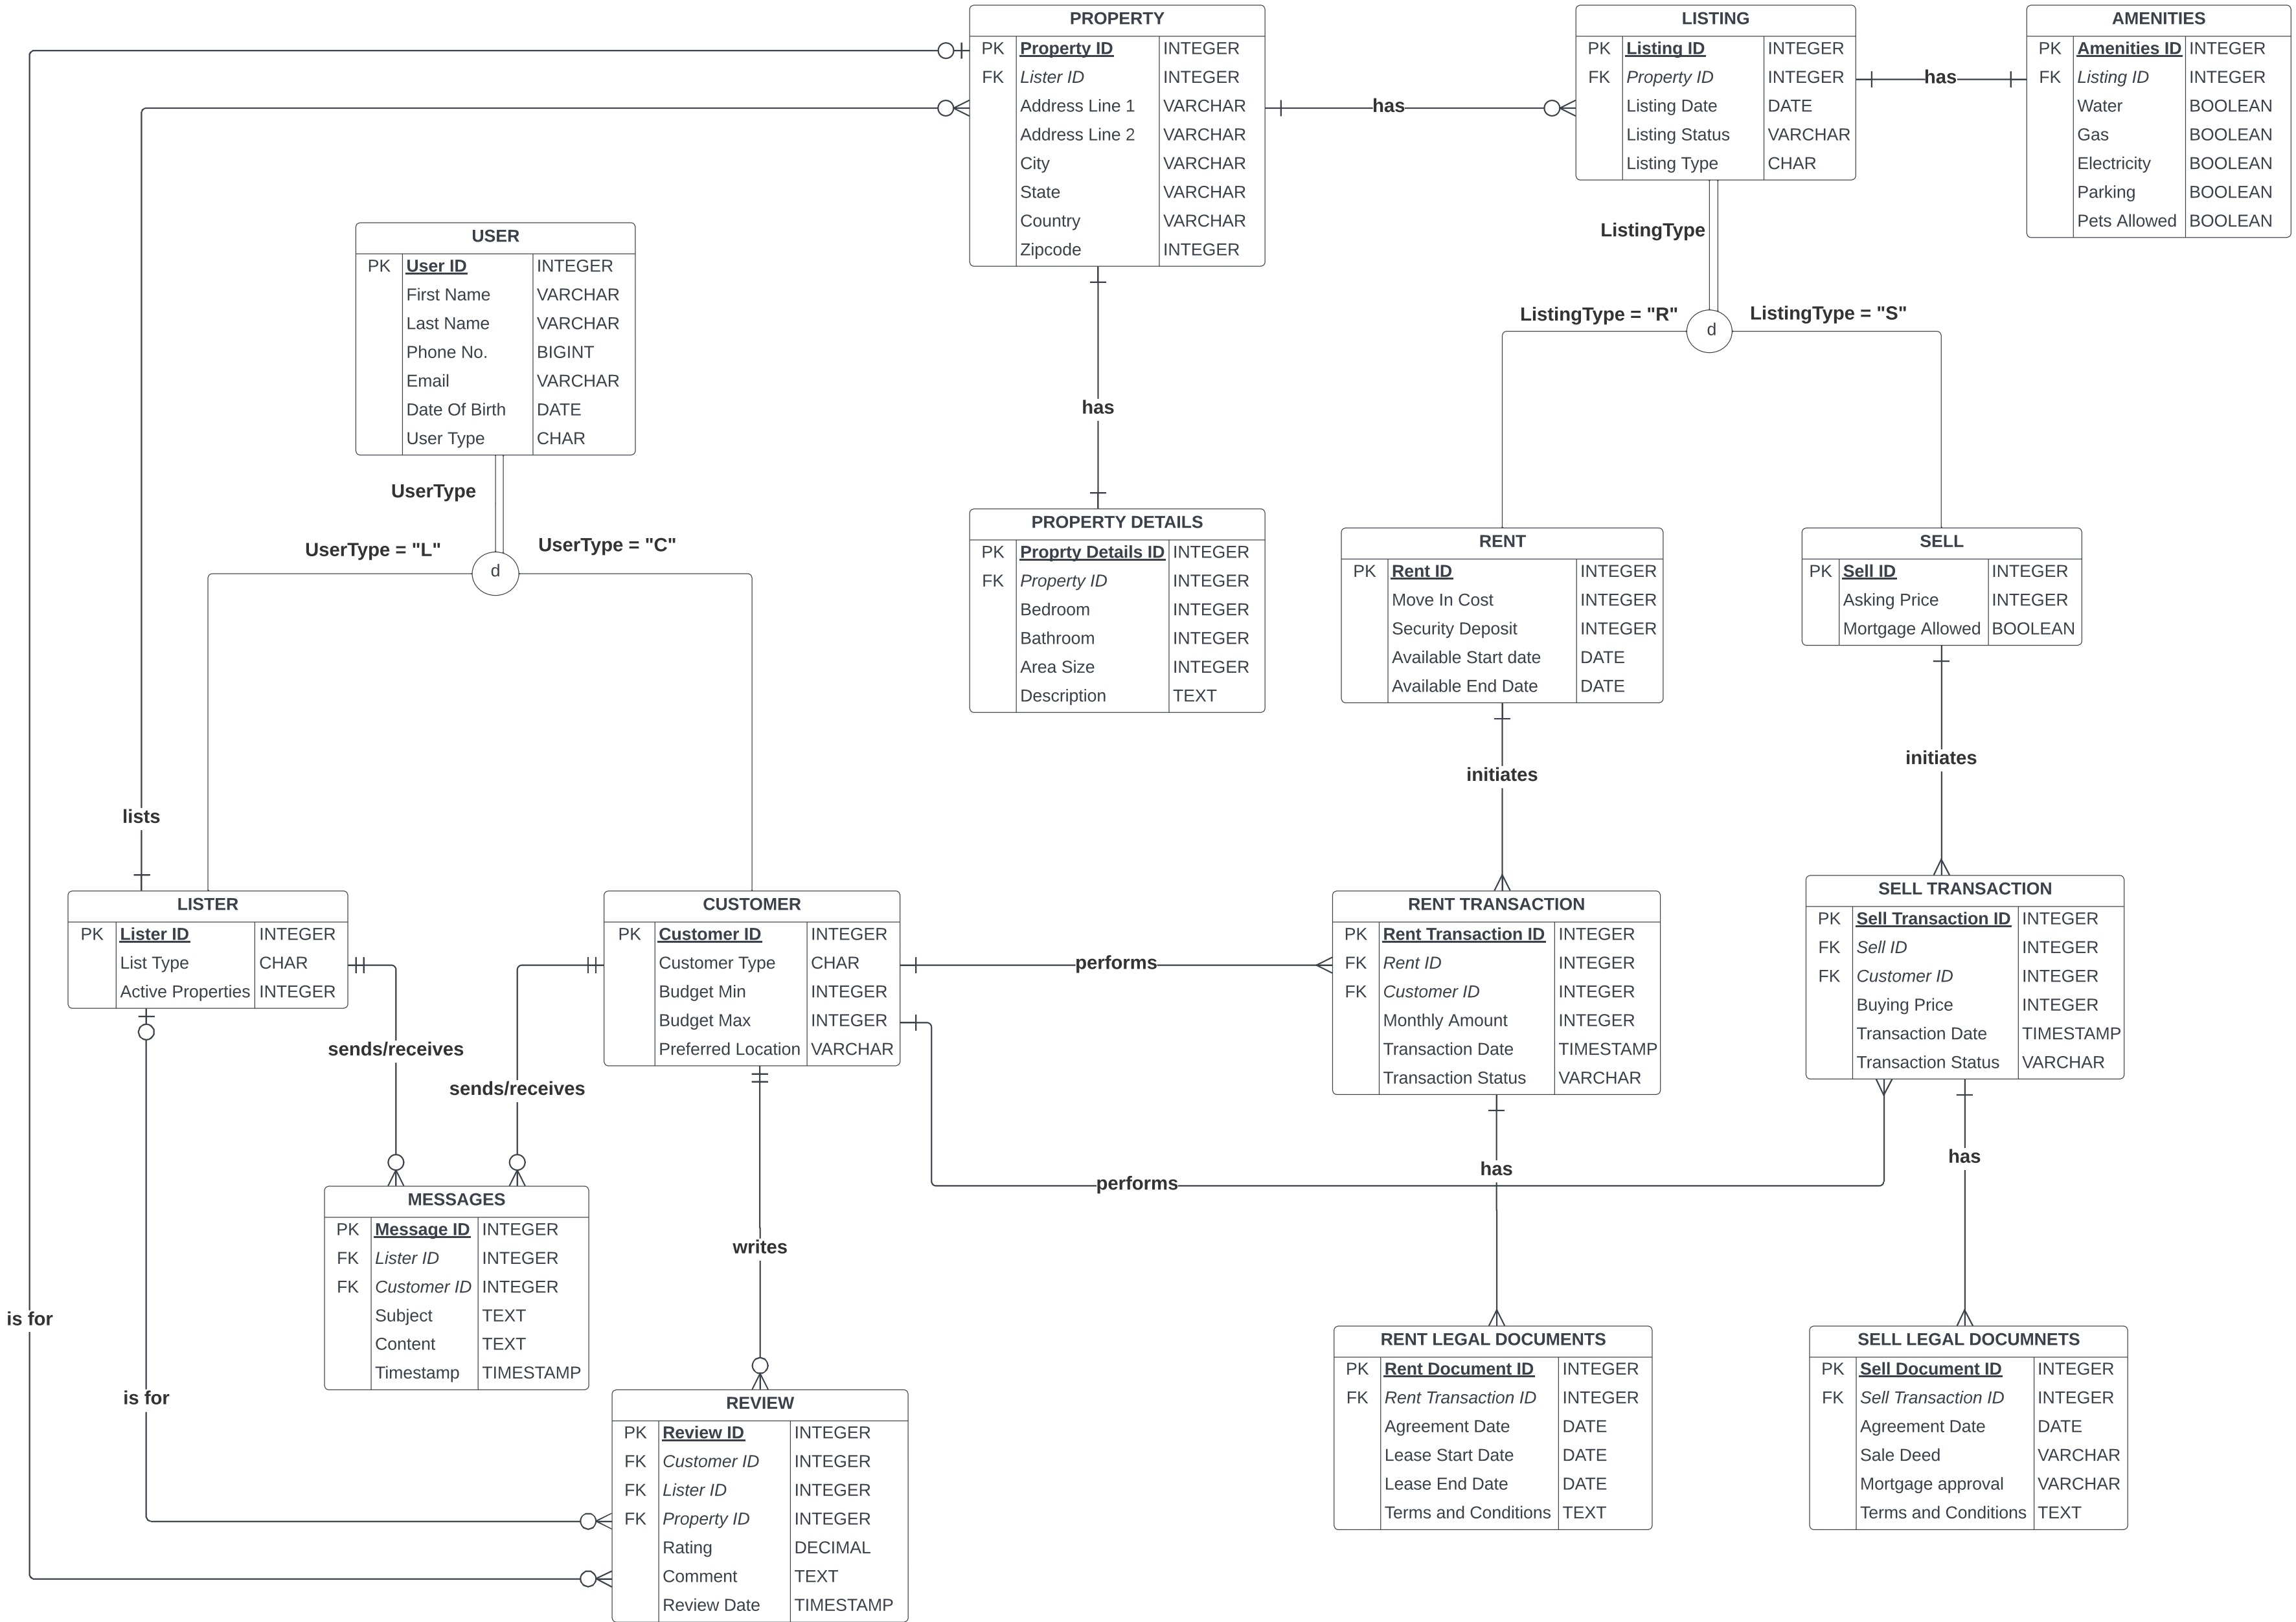 PROPERTY
PK Property ID INTEGER
FK Lister ID INTEGER
Address Line 1 VARCHAR
Address Line 2 VARCHAR
City VARCHAR
State VARCHAR
Country VARCHAR
Zipcode INTEGER
has
LISTING
PK Listing ID INTEGER
FK Property ID INTEGER
Listing Date DATE
Listing Status VARCHAR
Listing Type CHAR
has
AMENITIES
PK Amenities ID INTEGER
FK Listing ID INTEGER
Water BOOLEAN
Gas BOOLEAN
Electricity BOOLEAN
Parking BOOLEAN
Pets Allowed BOOLEAN
USER
PK User ID INTEGER
First Name VARCHAR
Last Name VARCHAR
Phone No. BIGINT
Email VARCHAR
Date Of Birth DATE
User Type CHAR
UserType
UserType = "L"
UserType = "C"
d
has
PROPERTY DETAILS
PK Proprty Details ID INTEGER
FK Property ID INTEGER
Bedroom INTEGER
Bathroom INTEGER
Area Size INTEGER
Description TEXT
ListingType
ListingType = "R"
ListingType = "S"
d
RENT
PK Rent ID INTEGER
Move In Cost INTEGER
Security Deposit INTEGER
Available Start date DATE
Available End Date DATE
SELL
PK Sell ID INTEGER
Asking Price INTEGER
Mortgage Allowed BOOLEAN
initiates
initiates
lists
LISTER
PK Lister ID INTEGER
List Type CHAR
Active Properties INTEGER
CUSTOMER
PK Customer ID INTEGER
Customer Type CHAR
Budget Min INTEGER
Budget Max INTEGER
Preferred Location VARCHAR
performs
RENT TRANSACTION
PK Rent Transaction ID INTEGER
FK Rent ID INTEGER
FK Customer ID INTEGER
Monthly Amount INTEGER
Transaction Date TIMESTAMP
Transaction Status VARCHAR
SELL TRANSACTION
PK Sell Transaction ID INTEGER
FK Sell ID INTEGER
FK Customer ID INTEGER
Buying Price INTEGER
Transaction Date TIMESTAMP
Transaction Status VARCHAR
sends/receives
sends/receives
performs
has
has
MESSAGES
PK Message ID INTEGER
FK Lister ID INTEGER
FK Customer ID INTEGER
Subject TEXT
Content TEXT
Timestamp TIMESTAMP
writes
is for
is for
REVIEW
PK Review ID INTEGER
FK Customer ID INTEGER
FK Lister ID INTEGER
FK Property ID INTEGER
Rating DECIMAL
Comment TEXT
Review Date TIMESTAMP
RENT LEGAL DOCUMENTS
PK Rent Document ID INTEGER
FK Rent Transaction ID INTEGER
Agreement Date DATE
Lease Start Date DATE
Lease End Date DATE
Terms and Conditions TEXT
SELL LEGAL DOCUMNETS
PK Sell Document ID INTEGER
FK Sell Transaction ID INTEGER
Agreement Date DATE
Sale Deed VARCHAR
Mortgage approval VARCHAR
Terms and Conditions TEXT